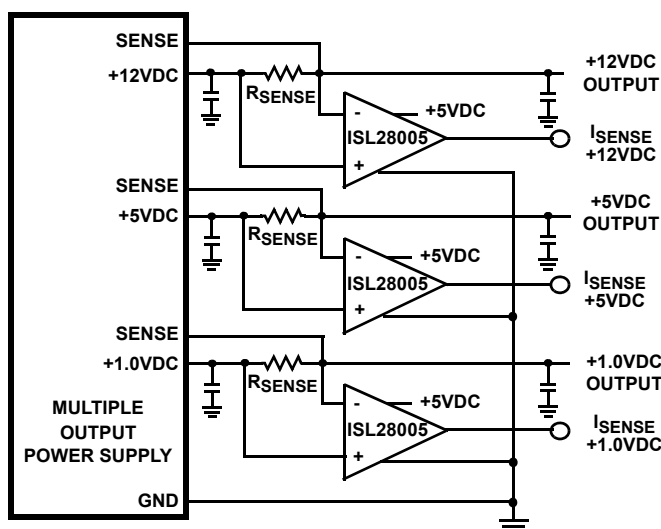 SENSE
+12VDC
RSENSE
-
+5VDC
ISL28005
+
+12VDC
OUTPUT
ISENSE
+12VDC
SENSE
+5VDC
RSENSE
-
+5VDC
ISL28005
+
+5VDC
OUTPUT
ISENSE
+5VDC
SENSE
+1.0VDC
RSENSE
-
+5VDC
ISL28005
+
+1.0VDC
OUTPUT
ISENSE
+1.0VDC
MULTIPLE
OUTPUT
POWER SUPPLY
GND